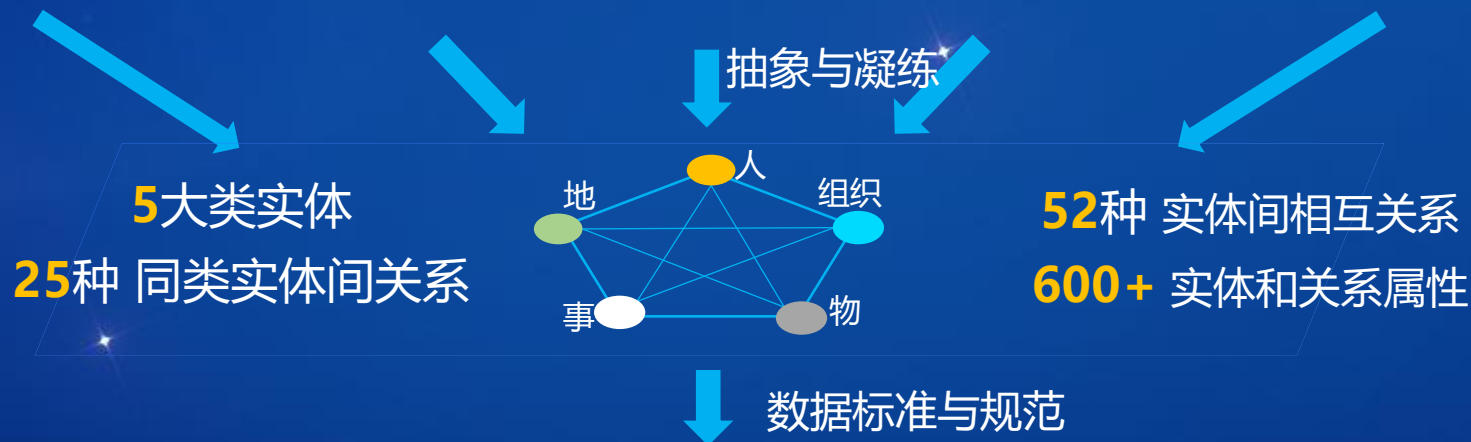 抽象与凝练
人
地
组织
5大类实体
52种 实体间相互关系
25种 同类实体间关系
600+ 实体和关系属性
事
物
数据标准与规范